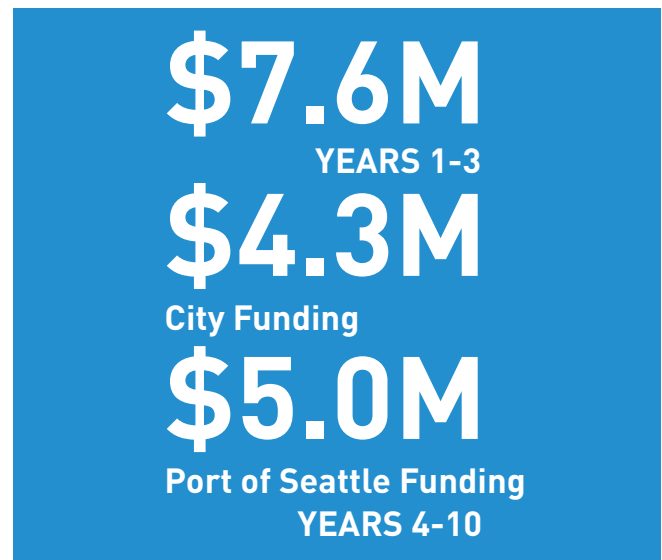 $7.6M
YEARS 1-3
$4.3M
City Funding
$5.0M
Port of Seattle Funding
YEARS 4-10